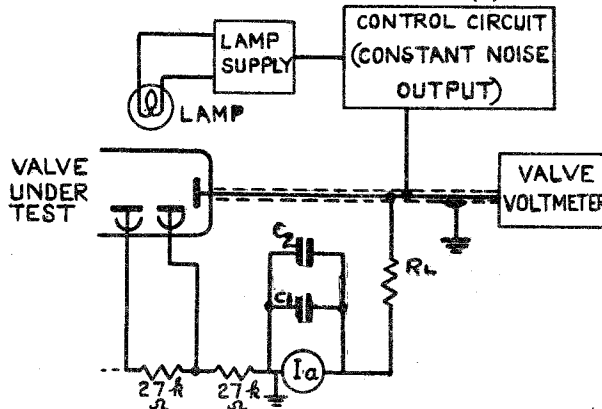 LAMP
SUPPLY
CONTROL CIRCUIT
(CONSTANT NOISE
OUTPUT)
LAMP
VALVE
UNDER
TEST
VALVE
VOLTMETER
C2
C1
RL
Ia
27k
Ω
27k
Ω